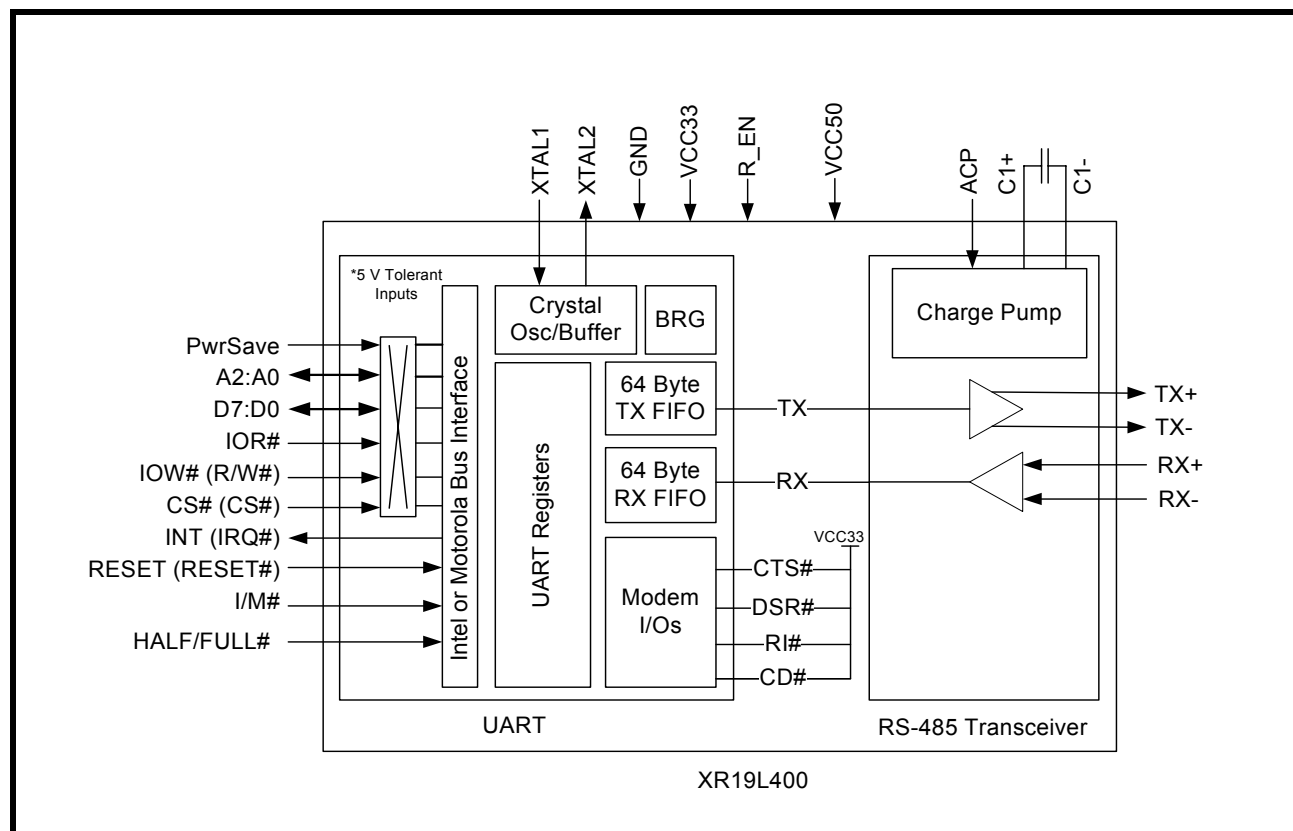 XTAL1
XTAL2
GND
VCC33
R_EN
VCC50
ACP
C1+
C1-
*5 V Tolerant
Inputs
Crystal
Osc/Buffer
BRG
Charge Pump
PwrSave
A2:A0
D7:D0
IOR#
IOW# (R/W#)
CS# (CS#)
INT (IRQ#)
RESET (RESET#)
I/M#
HALF/FULL#
Intel or Motorola Bus Interface
UART Registers
64 Byte
TX FIFO
TX
TX+
TX-
64 Byte
RX FIFO
RX
RX+
RX-
VCC33
Modem
I/Os
CTS#
DSR#
RI#
CD#
UART
RS-485 Transceiver
XR19L400